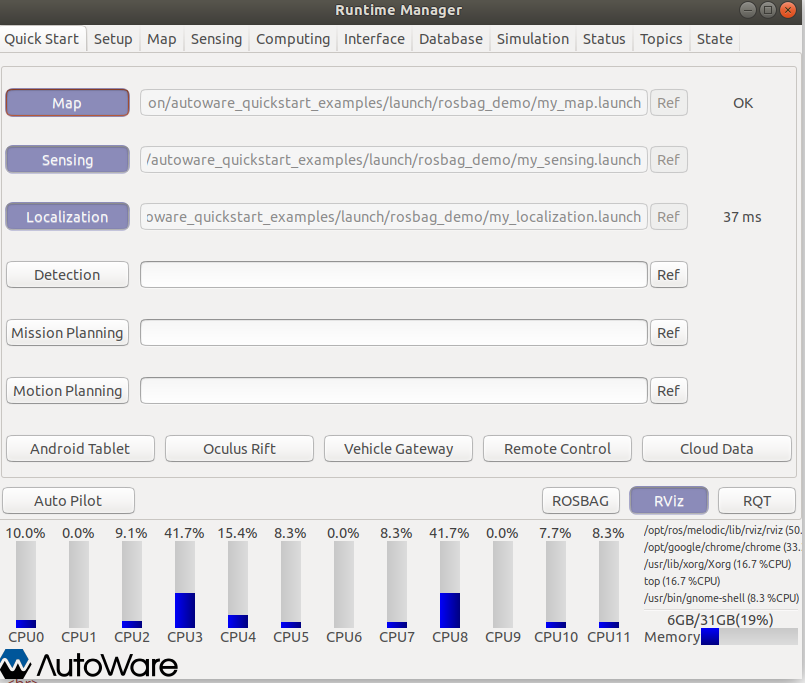 Runtime Manager
Quick Start Setup Map Sensing Computing Interface Database Simulation Status Topics State
Map on/autoware_quickstart_examples/launch/rosbag_demo/my_map.launch Ref OK
Sensing /autoware_quickstart_examples/launch/rosbag_demo/my_sensing.launch Ref
Localization oware_quickstart_examples/launch/rosbag_demo/my_localization.launch Ref 37 ms
Detection Ref
Mission Planning Ref
Motion Planning Ref
Android Tablet Oculus Rift Vehicle Gateway Remote Control Cloud Data
Auto Pilot ROSBAG RViz RQT
10.0% 0.0% 9.1% 41.7% 15.4% 8.3% 0.0% 8.3% 41.7% 0.0% 7.7% 8.3%
CPU0 CPU1 CPU2 CPU3 CPU4 CPU5 CPU6 CPU7 CPU8 CPU9 CPU10 CPU11
/opt/ros/melodic/lib/rviz/rviz (50.
/opt/google/chrome/chrome (33.
/usr/lib/xorg/Xorg (16.7 %CPU)
top (16.7 %CPU)
/usr/bin/gnome-shell (8.3 %CPU)
6GB/31GB(19%)
Memory
AutoWare